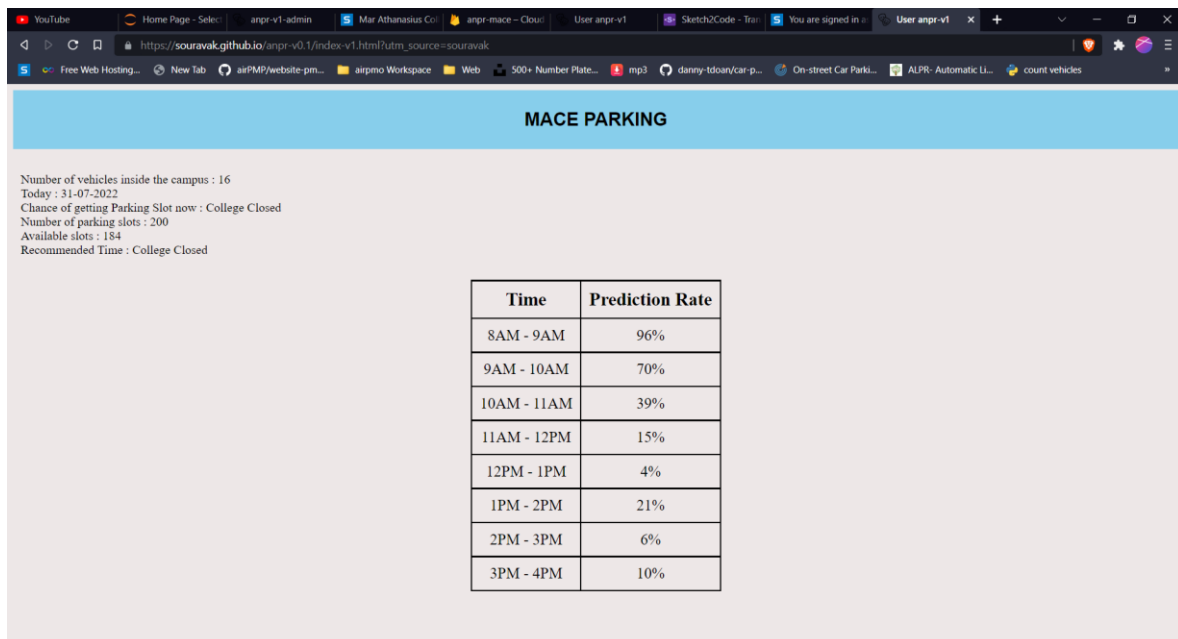 YouTube Home Page - Select anpr-v1-admin Mar Athanasius Col anpr-mace – Cloud User anpr-v1 Sketch2Code - Tran You are signed in a User anpr-v1
https://souravak.github.io/anpr-v0.1/index-v1.html?utm_source=souravak
Free Web Hosting... New Tab airPMP/website-pm... airpmo Workspace Web 500+ Number Plate... mp3 danny-tdoan/car-p... On-street Car Parki... ALPR- Automatic Li... count vehicles
MACE PARKING
Number of vehicles inside the campus : 16
Today : 31-07-2022
Chance of getting Parking Slot now : College Closed
Number of parking slots : 200
Available slots : 184
Recommended Time : College Closed
Time Prediction Rate
8AM - 9AM 96%
9AM - 10AM 70%
10AM - 11AM 39%
11AM - 12PM 15%
12PM - 1PM 4%
1PM - 2PM 21%
2PM - 3PM 6%
3PM - 4PM 10%